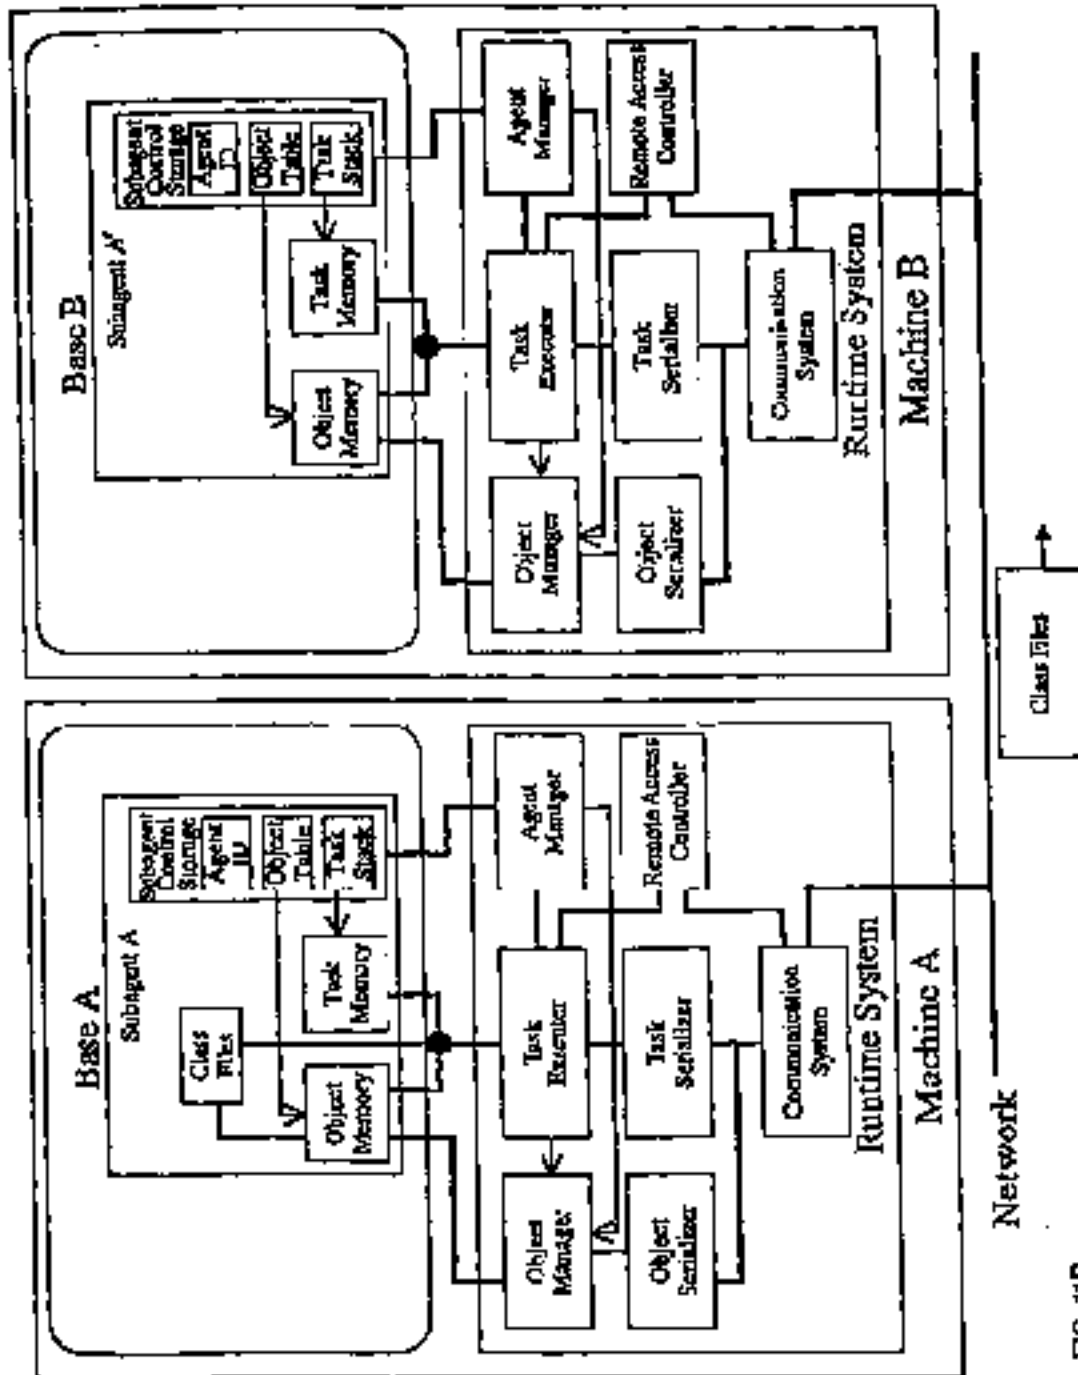 Base A
Subagent A
Class
Files
Subagent
Control
Storage
Agent
ID
Object
Table
Task
Stack
Object
Memory
Task
Memory
Object
Manager
Task
Executer
Agent
Manager
Object
Serializer
Task
Serializer
Remote Access
Controller
Communication
System
Runtime System
Machine A
Network
Base B
Subagent A'
Subagent
Control
Storage
Agent
ID
Object
Table
Task
Stack
Object
Memory
Task
Memory
Object
Manager
Task
Executer
Agent
Manager
Object
Serializer
Task
Serializer
Remote Access
Controller
Communication
System
Runtime System
Machine B
Class Files